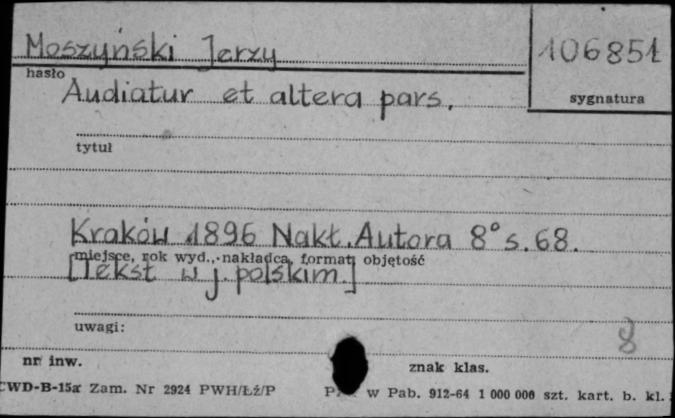 Moszyński Jerzy
106851
hasło
sygnatura
Audiatur et altera pars.
tytuł
Kraków 1896 Nakł. Autora 8° s. 68.
miejsce, rok wyd., nakładca, format, objętość
[Tekst w j. polskim.]
uwagi:
8
nr inw.
znak klas.
CWD-B-15a Zam. Nr 2924 PWH/Łź/P
w Pab. 912-64 1 000 000 szt. kart. b. kl.